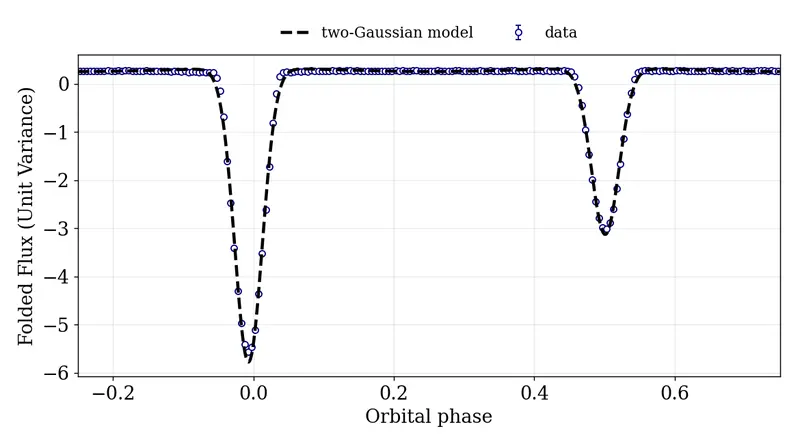 two-Gaussian model data
Folded Flux (Unit Variance)
0
−1
−2
−3
−4
−5
−6
−0.2 0.0 0.2 0.4 0.6
Orbital phase